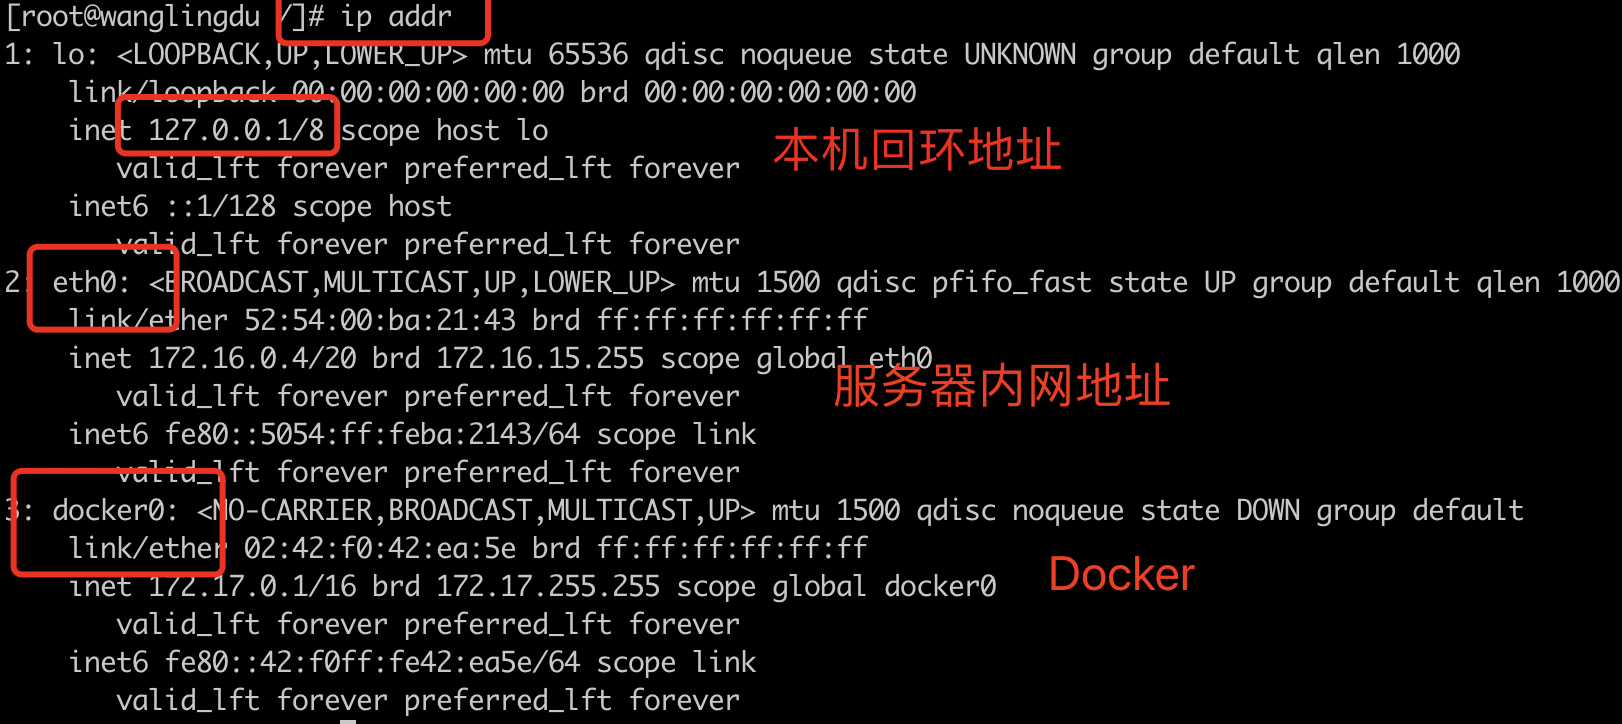 [root@wanglingdu /]# ip addr
1: lo: <LOOPBACK,UP,LOWER_UP> mtu 65536 qdisc noqueue state UNKNOWN group default qlen 1000
link/loopback 00:00:00:00:00:00 brd 00:00:00:00:00:00
inet 127.0.0.1/8 scope host lo
本机回环地址
valid_lft forever preferred_lft forever
inet6 ::1/128 scope host
valid_lft forever preferred_lft forever
2: eth0: <BROADCAST,MULTICAST,UP,LOWER_UP> mtu 1500 qdisc pfifo_fast state UP group default qlen 1000
link/ether 52:54:00:ba:21:43 brd ff:ff:ff:ff:ff:ff
inet 172.16.0.4/20 brd 172.16.15.255 scope global eth0
服务器内网地址
valid_lft forever preferred_lft forever
inet6 fe80::5054:ff:feba:2143/64 scope link
valid_lft forever preferred_lft forever
3: docker0: <NO-CARRIER,BROADCAST,MULTICAST,UP> mtu 1500 qdisc noqueue state DOWN group default
link/ether 02:42:f0:42:ea:5e brd ff:ff:ff:ff:ff:ff
Docker
inet 172.17.0.1/16 brd 172.17.255.255 scope global docker0
valid_lft forever preferred_lft forever
inet6 fe80::42:f0ff:fe42:ea5e/64 scope link
valid_lft forever preferred_lft forever